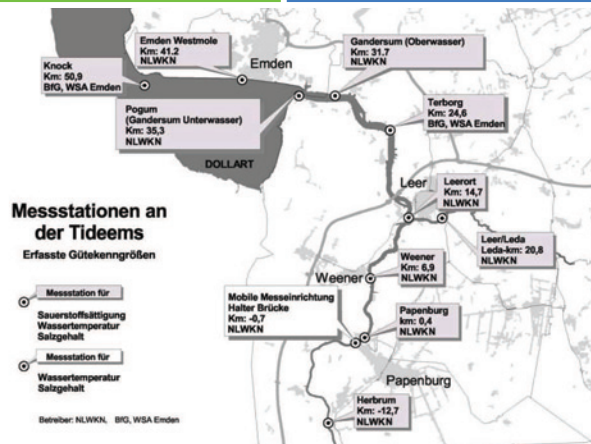 Emden Westmole
Km: 41.2
NLWKN
Gandersum (Oberwasser)
Km: 31.7
NLWKN
Knock
Km: 50,9
BfG, WSA Emden
Emden
Pogum
(Gandersum Unterwasser)
Km: 35,3
NLWKN
Terborg
Km: 24,6
BfG, WSA Emden
DOLLART
Leer
Leerort
Km: 14,7
NLWKN
Messstationen an
der Tideems
Erfasste Gütekenngrößen
Leer/Leda
Leda-km: 20,8
NLWKN
Weener
Weener
Km: 6,9
NLWKN
Messstation für
Sauerstoffsättigung
Wassertemperatur
Salzgehalt
Mobile Messeinrichtung
Halter Brücke
Km: -0,7
NLWKN
Papenburg
km: 0,4
NLWKN
Messstation für
Wassertemperatur
Salzgehalt
Papenburg
Herbrum
Km: -12,7
NLWKN
Betreiber: NLWKN, BfG, WSA Emden